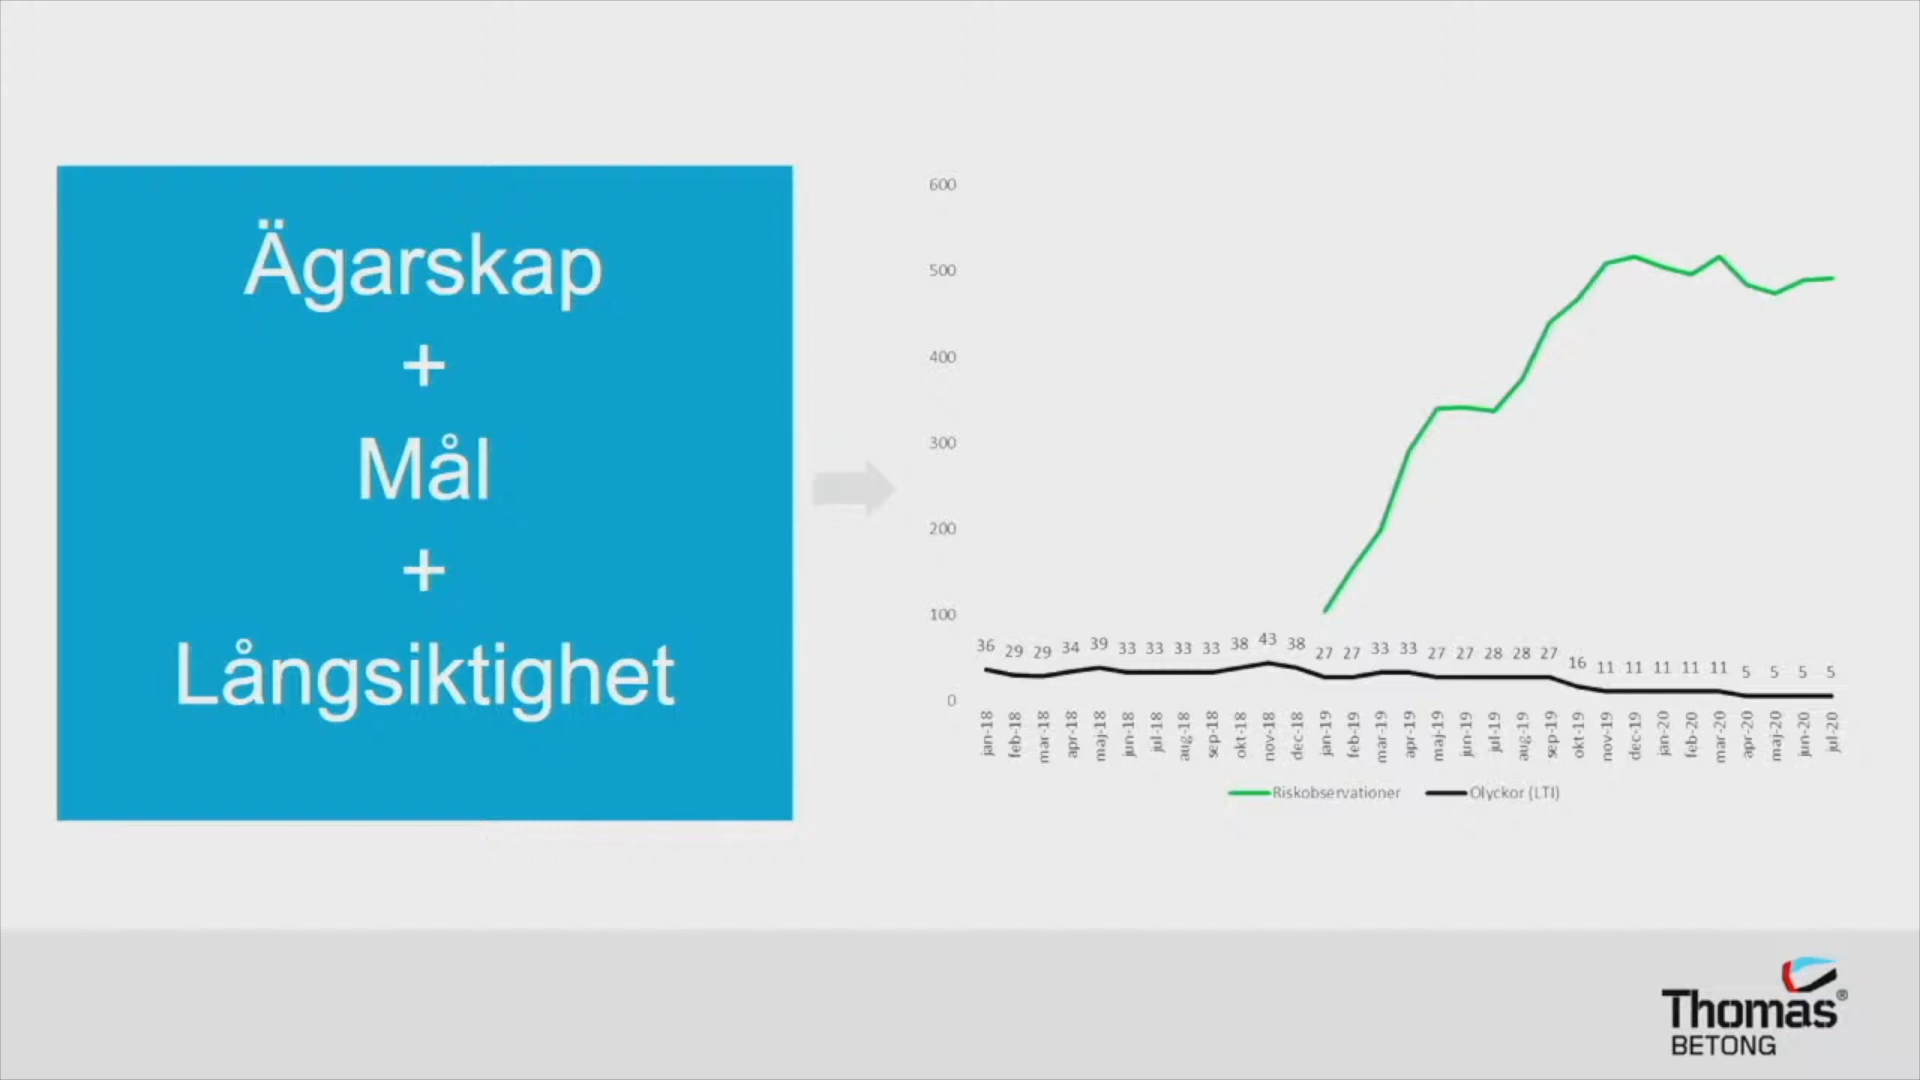 Ägarskap
+
Mål
+
Långsiktighet
600
500
400
300
200
100
0
36 29 29 34 39 33 33 33 33 38 43 38 27 27 33 33 27 27 28 28 27 16 11 11 11 11 11 5 5 5 5
jan-18 feb-18 mar-18 apr-18 maj-18 jun-18 jul-18 aug-18 sep-18 okt-18 nov-18 dec-18 jan-19 feb-19 mar-19 apr-19 maj-19 jun-19 jul-19 aug-19 sep-19 okt-19 nov-19 dec-19 jan-20 feb-20 mar-20 apr-20 maj-20 jun-20 jul-20
Riskobservationer Olyckor (LTI)
Thomas®
BETONG